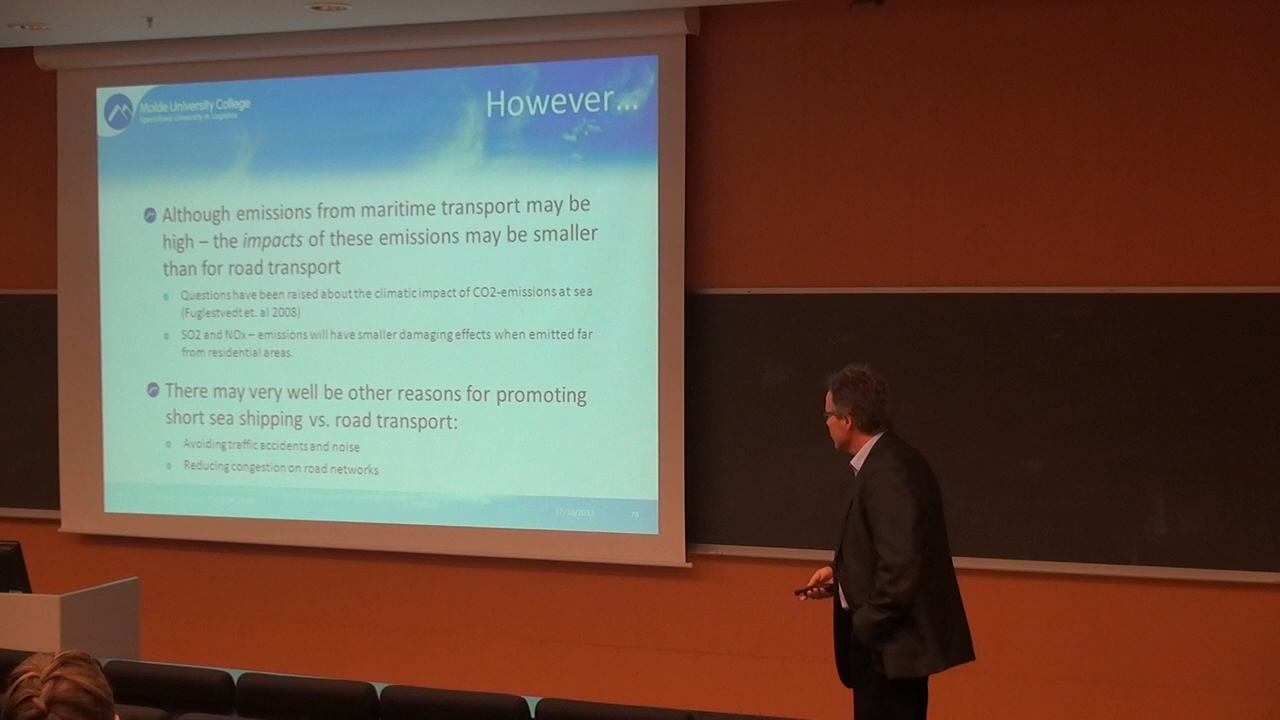 Molde University College
Specialized University in Logistics
However...
Although emissions from maritime transport may be
high – the impacts of these emissions may be smaller
than for road transport
Questions have been raised about the climatic impact of CO2-emissions at sea
(Fuglestvedt et. al 2008)
SO2 and NOx – emissions will have smaller damaging effects when emitted far
from residential areas.
There may very well be other reasons for promoting
short sea shipping vs. road transport:
Avoiding traffic accidents and noise
Reducing congestion on road networks